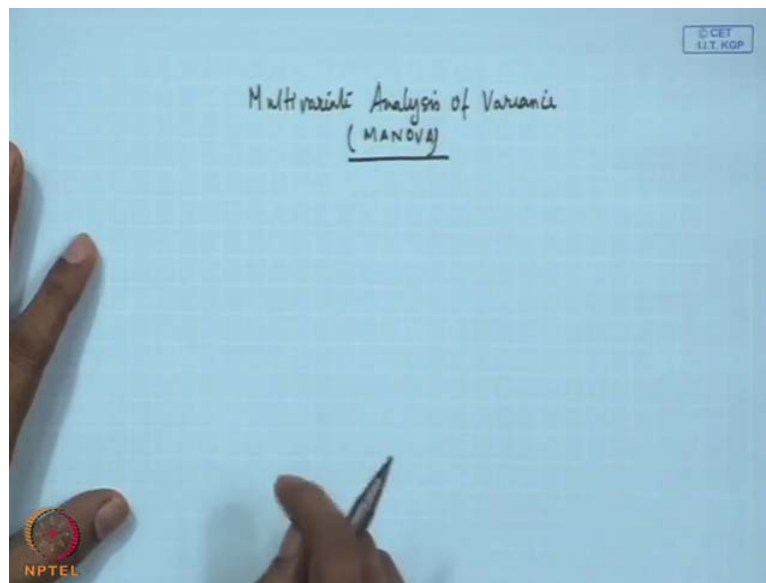 © CET
I.I.T. KGP
Multivariate Analysis of Variance
(MANOVA)
NPTEL